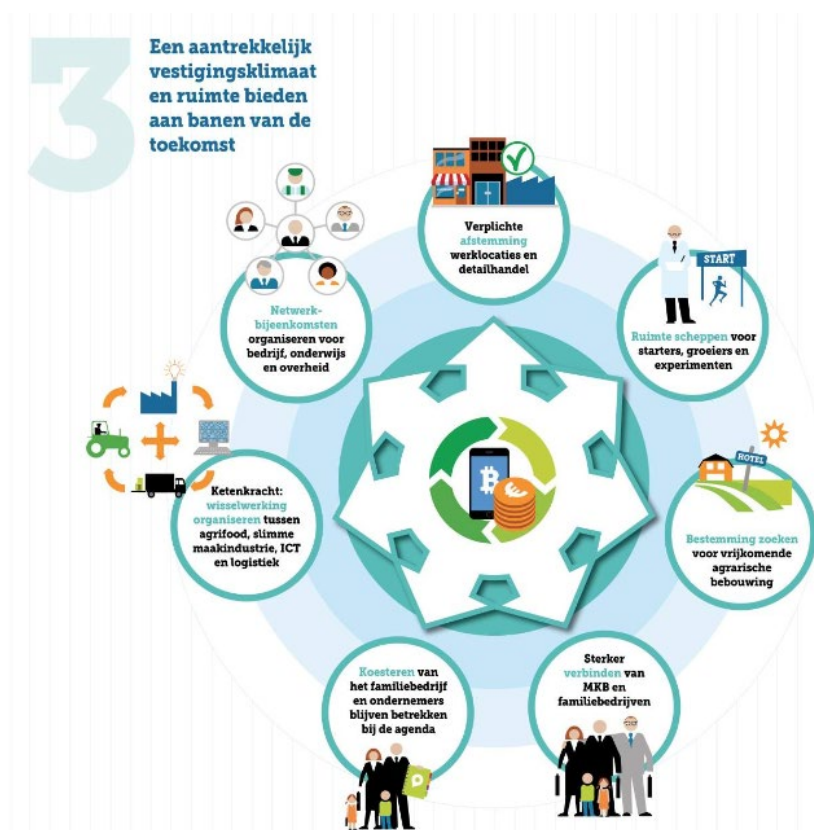 3
Een aantrekkelijk
vestigingsklimaat
en ruimte bieden
aan banen van de
toekomst
Verplichte
afstemming
werklocaties en
detailhandel
START
Ruimte scheppen voor
starters, groeiers en
experimenten
HOTEL
Bestemming zoeken
voor vrijkomende
agrarische
bebouwing
Sterker
verbinden van
MKB en
familiebedrijven
Koesteren van
het familiebedrijf
en ondernemers
blijven betrekken
bij de agenda
Ketenkracht:
wisselwerking
organiseren tussen
agrifood, slimme
maakindustrie, ICT
en logistiek
Netwerk-
bijeenkomsten
organiseren voor
bedrijf, onderwijs
en overheid